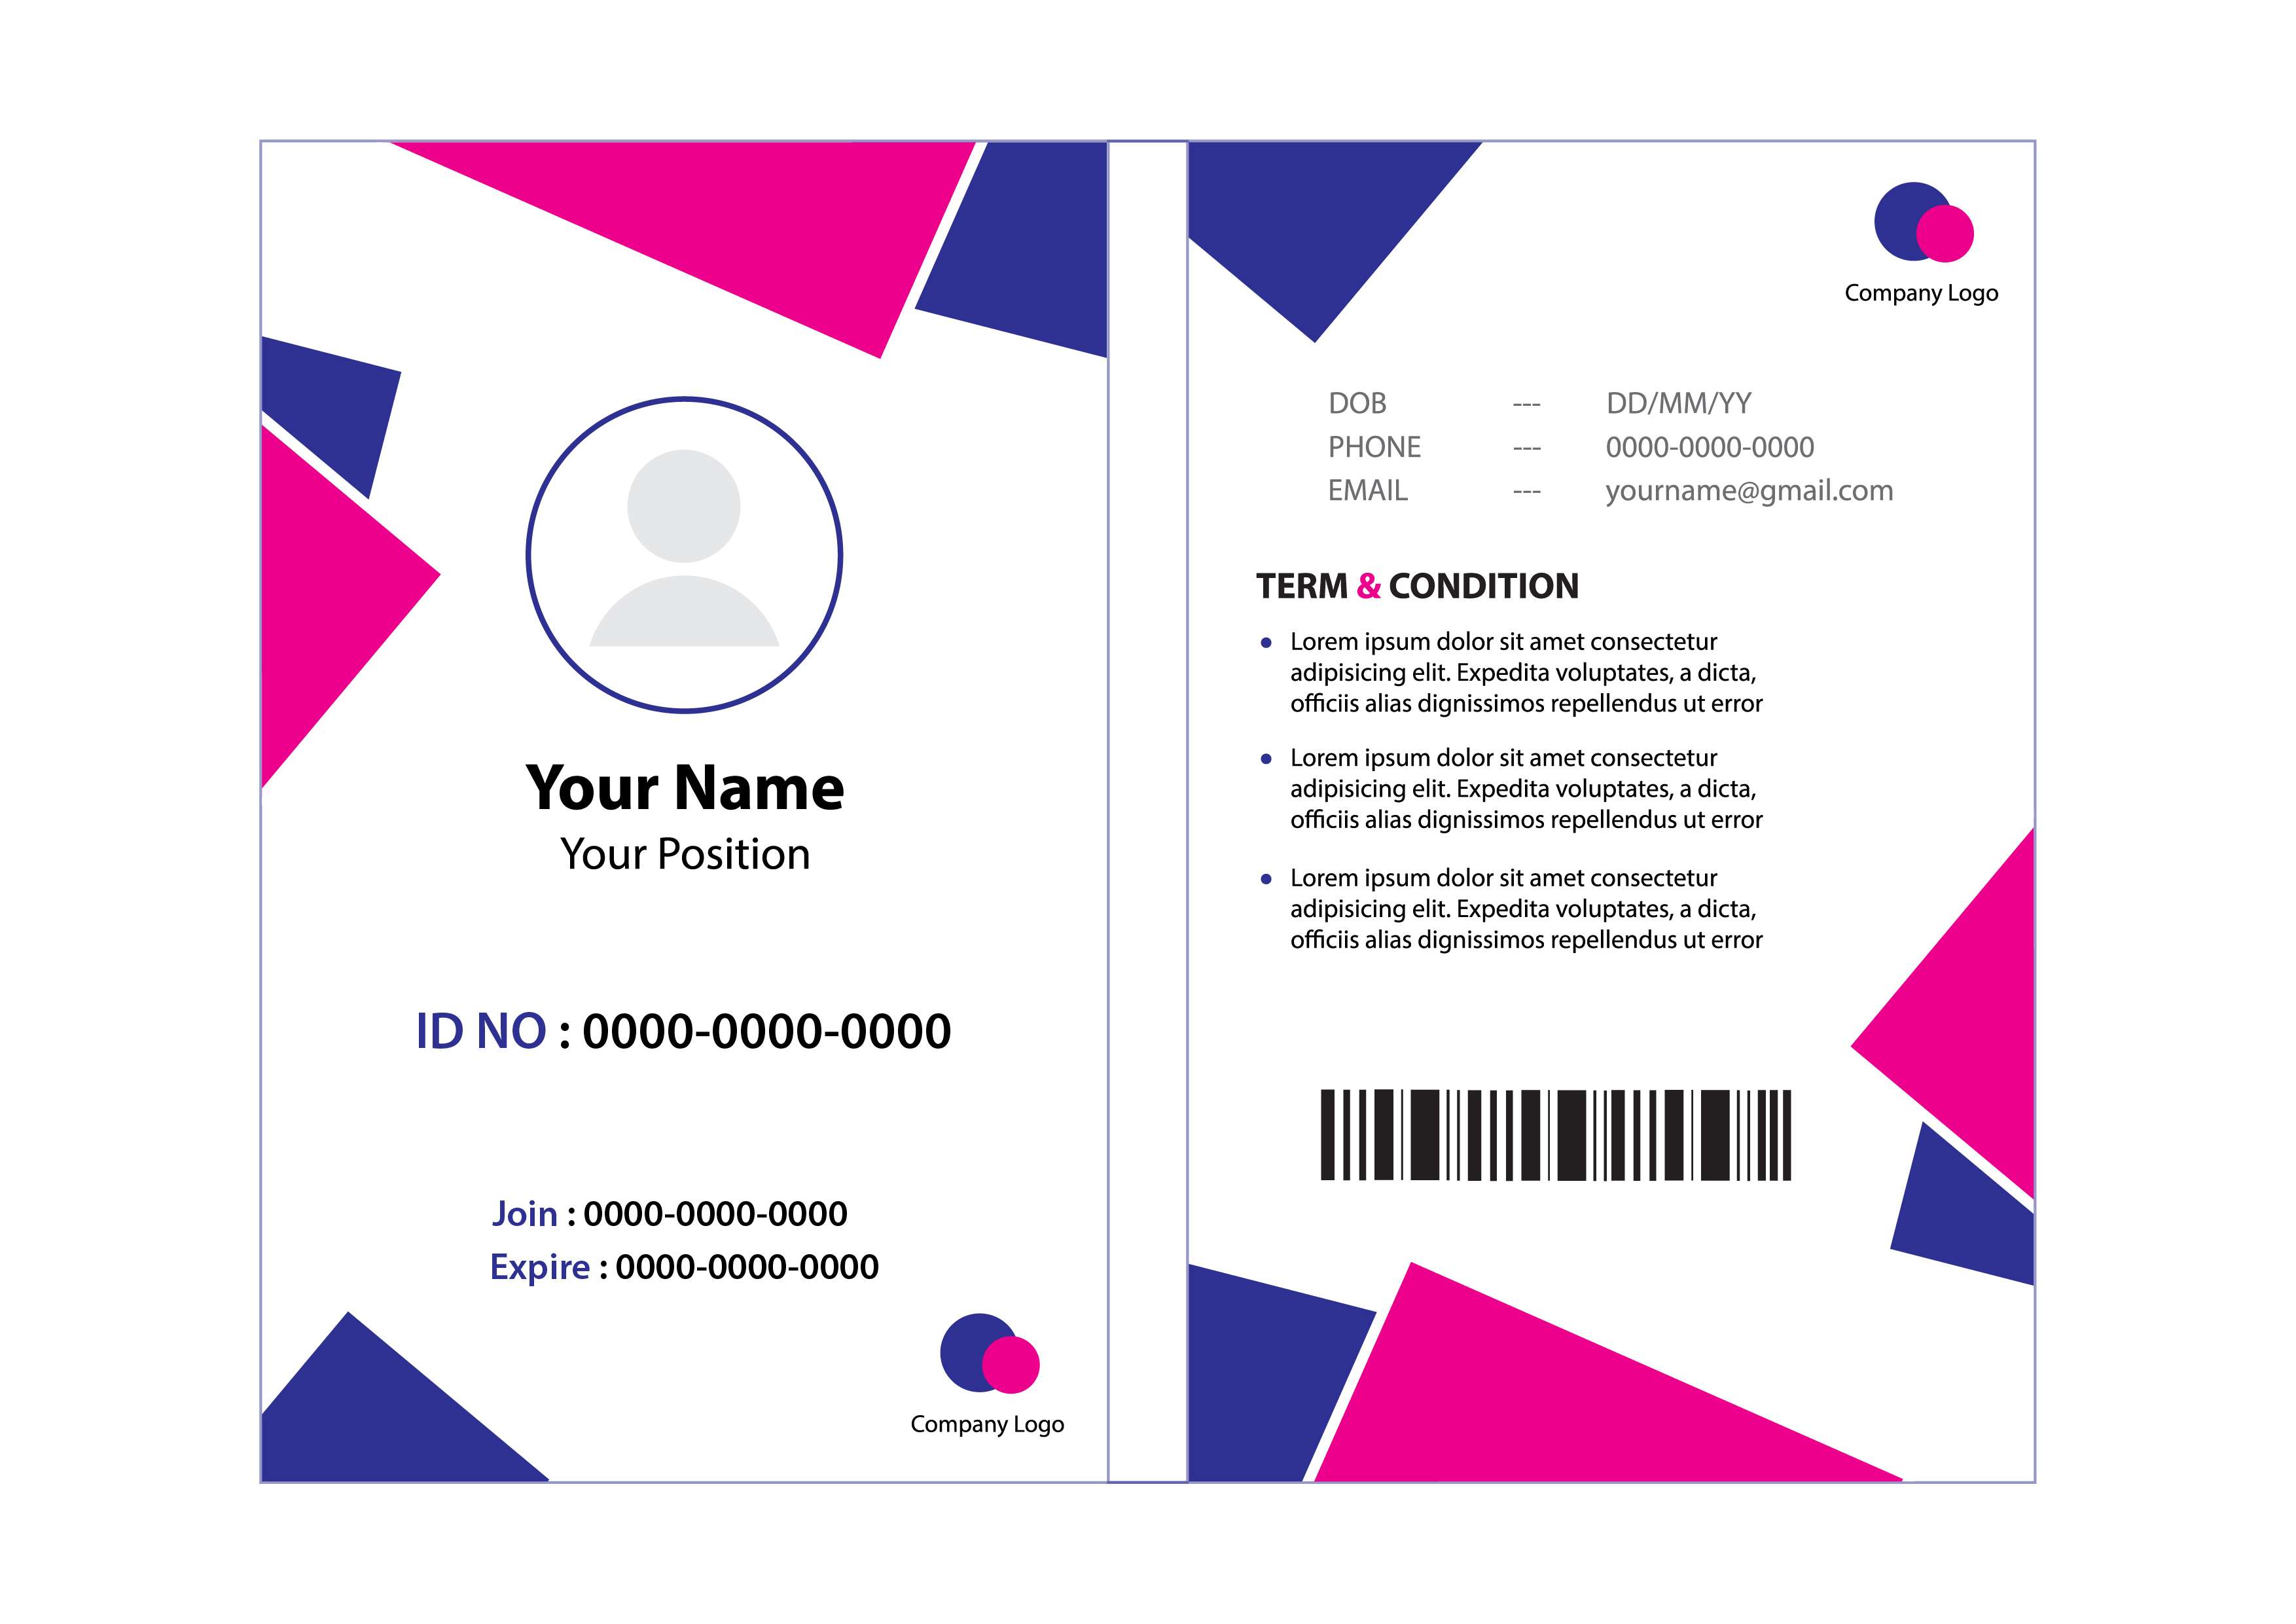 Your Name
Your Position
ID NO : 0000-0000-0000
Join : 0000-0000-0000
Expire : 0000-0000-0000
Company Logo
Company Logo
DOB --- DD/MM/YY
PHONE --- 0000-0000-0000
EMAIL --- yourname@gmail.com
TERM & CONDITION
• Lorem ipsum dolor sit amet consectetur
adipisicing elit. Expedita voluptates, a dicta,
officiis alias dignissimos repellendus ut error
• Lorem ipsum dolor sit amet consectetur
adipisicing elit. Expedita voluptates, a dicta,
officiis alias dignissimos repellendus ut error
• Lorem ipsum dolor sit amet consectetur
adipisicing elit. Expedita voluptates, a dicta,
officiis alias dignissimos repellendus ut error